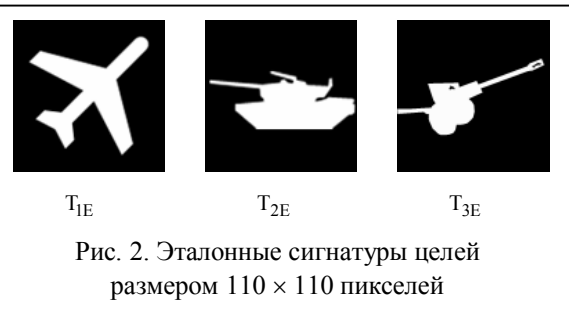 T1E T2E T3E
Рис. 2. Эталонные сигнатуры целей
размером 110 × 110 пикселей